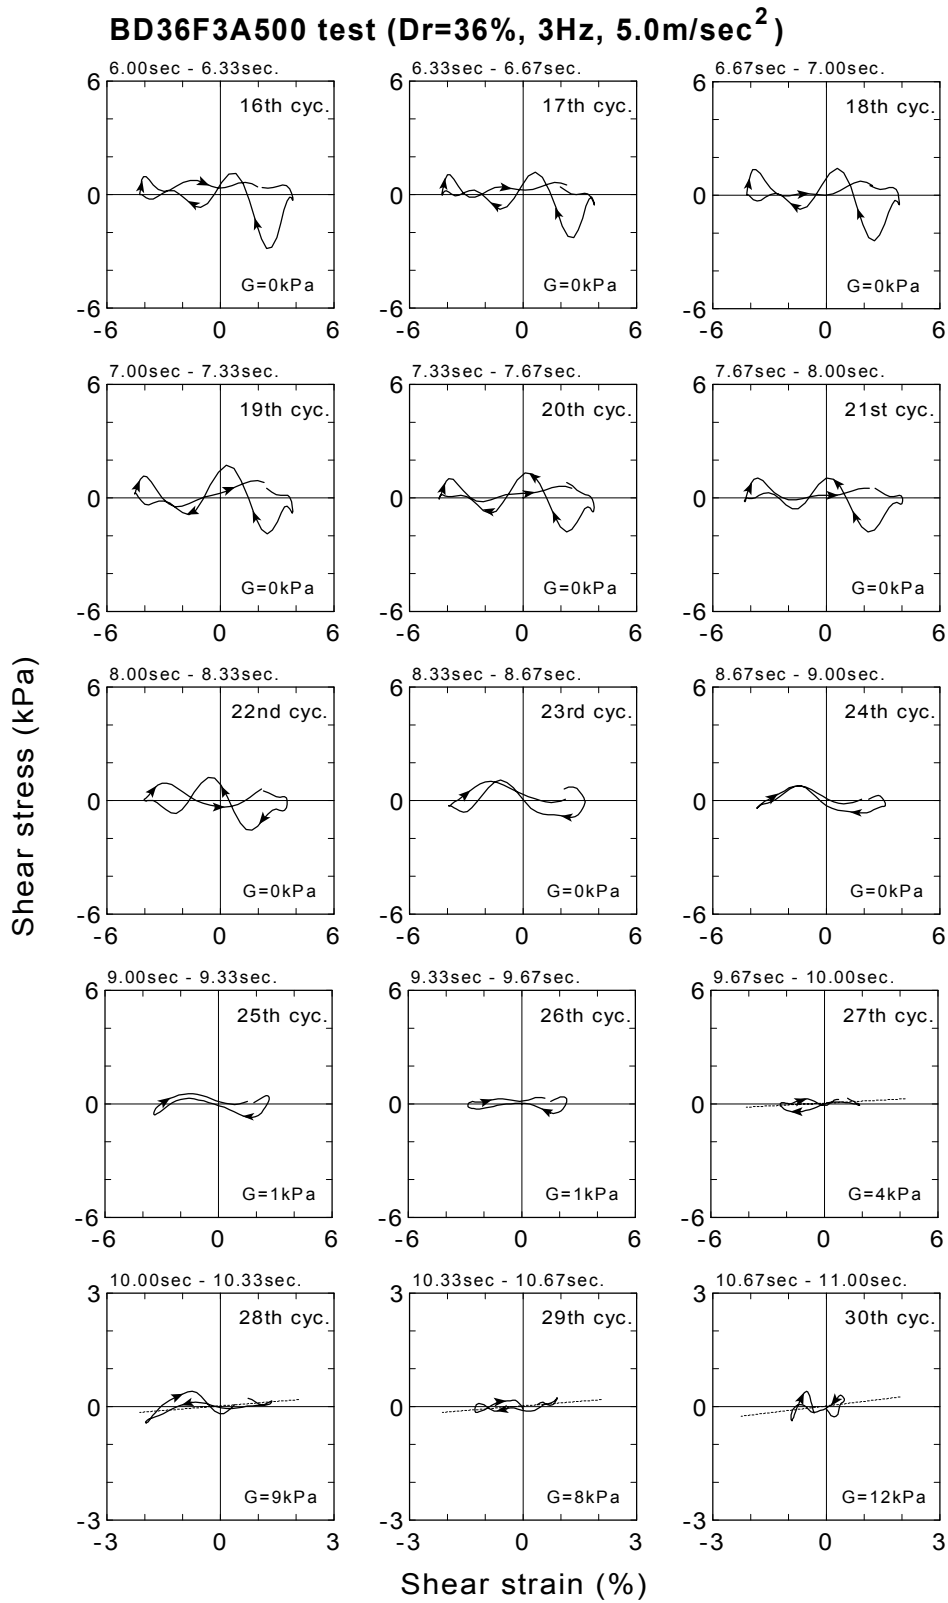 BD36F3A500 test (Dr=36%, 3Hz, 5.0m/sec²)
6.00sec - 6.33sec.
6.33sec - 6.67sec.
6.67sec - 7.00sec.
6
6
6
16th cyc.
17th cyc.
18th cyc.
0
0
0
G=0kPa
G=0kPa
G=0kPa
-6
-6
-6
-6 0 6
-6 0 6
-6 0 6
7.00sec - 7.33sec.
7.33sec - 7.67sec.
7.67sec - 8.00sec.
6
6
6
19th cyc.
20th cyc.
21st cyc.
0
0
0
G=0kPa
G=0kPa
G=0kPa
-6
-6
-6
-6 0 6
-6 0 6
-6 0 6
Shear stress (kPa)
8.00sec - 8.33sec.
8.33sec - 8.67sec.
8.67sec - 9.00sec.
6
6
6
22nd cyc.
23rd cyc.
24th cyc.
0
0
0
G=0kPa
G=0kPa
G=0kPa
-6
-6
-6
-6 0 6
-6 0 6
-6 0 6
9.00sec - 9.33sec.
9.33sec - 9.67sec.
9.67sec - 10.00sec.
6
6
6
25th cyc.
26th cyc.
27th cyc.
0
0
0
G=1kPa
G=1kPa
G=4kPa
-6
-6
-6
-6 0 6
-6 0 6
-6 0 6
10.00sec - 10.33sec.
10.33sec - 10.67sec.
10.67sec - 11.00sec.
3
3
3
28th cyc.
29th cyc.
30th cyc.
0
0
0
G=9kPa
G=8kPa
G=12kPa
-3
-3
-3
-3 0 3
-3 0 3
-3 0 3
Shear strain (%)